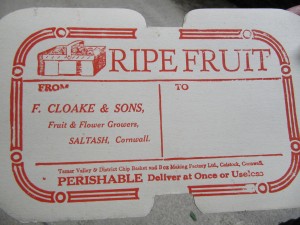 RIPE FRUIT
FROM
TO
F. CLOAKE & SONS,
Fruit & Flower Growers,
SALTASH, Cornwall.
Tamar Valley & District Chip Basket and Box Making Factory Ltd., Calstock, Cornwall.
PERISHABLE Deliver at Once or Useless